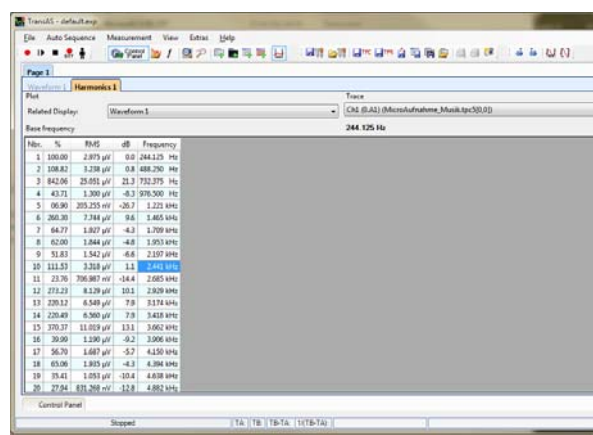 TransAS - default.exp
File Auto Sequence Measurement View Extras Help
Control Panel
Page 1
Waveform 1 Harmonics 1
Plot Trace
Related Display: Waveform 1 Ch1 (0.A1) (MicroAufnahme_Musik.tpc5[0,0])
Base frequency 244.125 Hz
Nbr. % RMS dB Frequency
1 100.00 2.975 µV 0.0 244.125 Hz
2 108.82 3.238 µV 0.8 488.250 Hz
3 842.06 25.051 µV 21.3 732.375 Hz
4 43.71 1.300 µV -8.3 976.500 Hz
5 06.90 205.255 nV -26.7 1.221 kHz
6 260.30 7.744 µV 9.6 1.465 kHz
7 64.77 1.927 µV -4.3 1.709 kHz
8 62.00 1.844 µV -4.8 1.953 kHz
9 51.83 1.542 µV -6.6 2.197 kHz
10 111.53 3.318 µV 1.1 2.441 kHz
11 23.76 706.987 nV -14.4 2.685 kHz
12 273.23 8.129 µV 10.1 2.929 kHz
13 220.12 6.549 µV 7.9 3.174 kHz
14 220.49 6.560 µV 7.9 3.418 kHz
15 370.37 11.019 µV 13.1 3.662 kHz
16 39.99 1.190 µV -9.2 3.906 kHz
17 56.70 1.687 µV -5.7 4.150 kHz
18 65.06 1.935 µV -4.3 4.394 kHz
19 35.41 1.053 µV -10.4 4.638 kHz
20 27.94 831.268 nV -12.8 4.882 kHz
Control Panel
Stopped TA: TB: TB-TA: 1/(TB-TA):